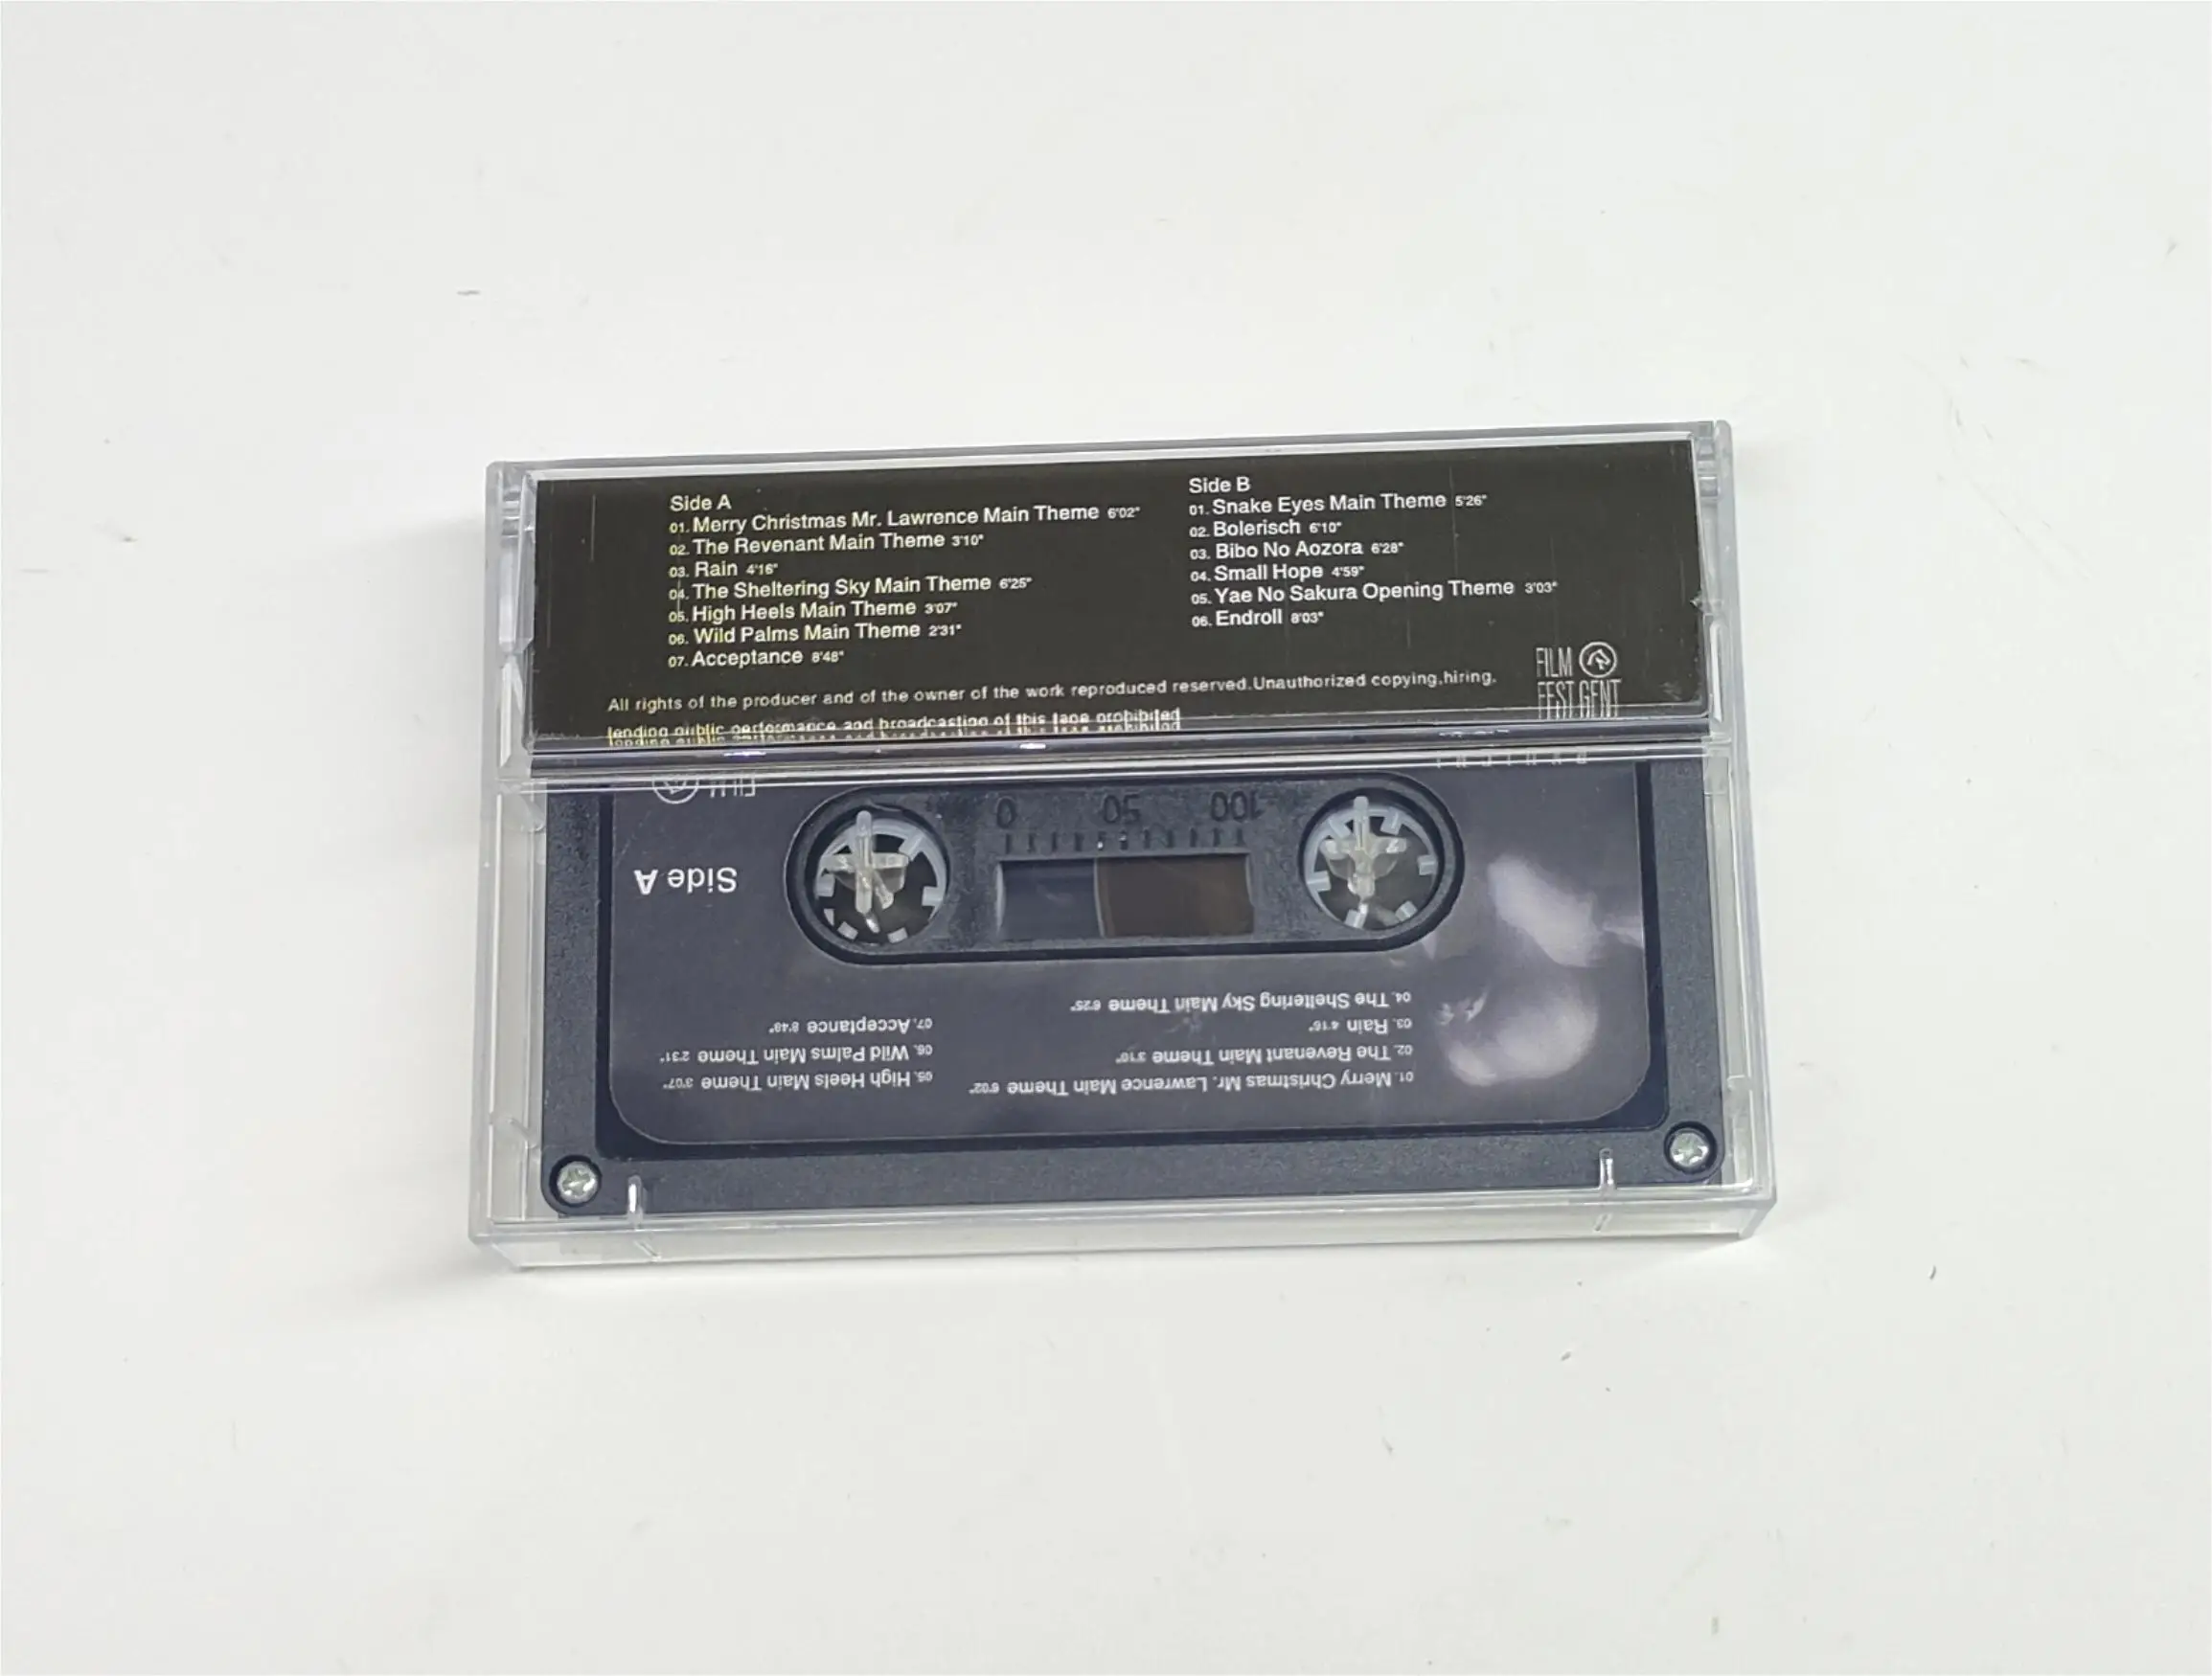 Side A
01. Merry Christmas Mr. Lawrence Main Theme 6'02"
02. The Revenant Main Theme 3'10"
03. Rain 4'16"
04. The Sheltering Sky Main Theme 6'25"
05. High Heels Main Theme 3'07"
06. Wild Palms Main Theme 2'31"
07. Acceptance 8'48"
Side B
01. Snake Eyes Main Theme 5'26"
02. Bolerisch 6'10"
03. Bibo No Aozora 6'28"
04. Small Hope 4'59"
05. Yae No Sakura Opening Theme 3'03"
06. Endroll 8'03"
All rights of the producer and of the owner of the work reproduced reserved.Unauthorized copying,hiring,
lending public performance and broadcasting of this tape prohibited
FILM
FEST GENT
01. Merry Christmas Mr. Lawrence Main Theme 6'02"
02. The Revenant Main Theme 3'10"
03. Rain 4'16"
04. The Sheltering Sky Main Theme 6'25"
05. High Heels Main Theme 3'07"
06. Wild Palms Main Theme 2'31"
07. Acceptance 8'48"
100 50 0
Side A
FILM